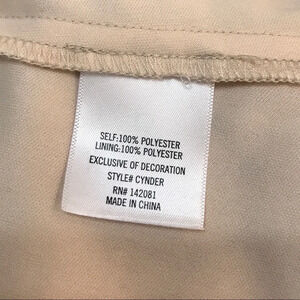 SELF:100% POLYESTER
LINING:100% POLYESTER
EXCLUSIVE OF DECORATION
STYLE# CYNDER
RN# 142081
MADE IN CHINA